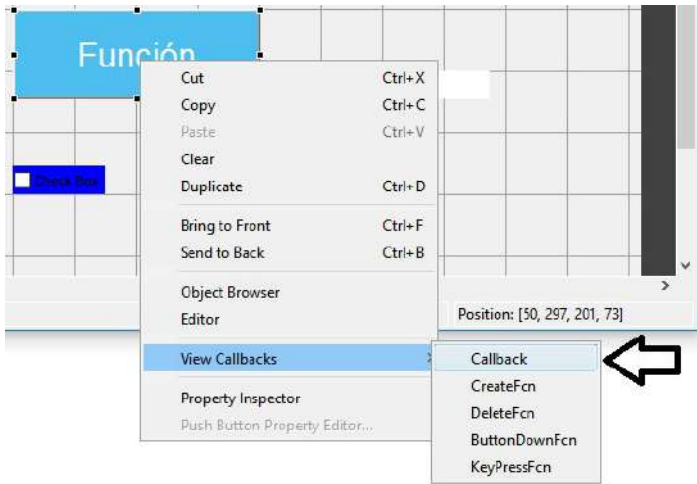 Función
Cut Ctrl+X
Copy Ctrl+C
Paste Ctrl+V
Clear
Check Box
Duplicate Ctrl+D
Bring to Front Ctrl+F
Send to Back Ctrl+B
Object Browser
Position: [50, 297, 201, 73]
Editor
View Callbacks
Callback
CreateFcn
Property Inspector
DeleteFcn
Push Button Property Editor...
ButtonDownFcn
KeyPressFcn